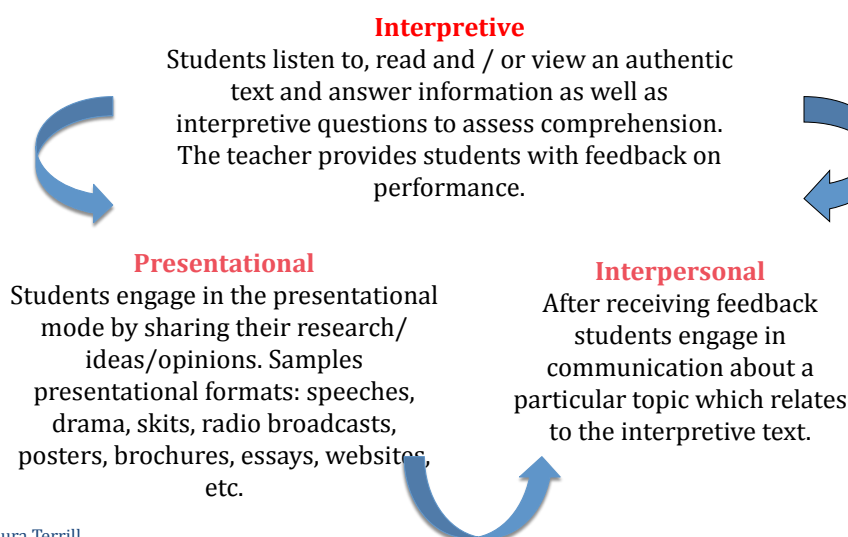 Interpretive
Students listen to, read and / or view an authentic
text and answer information as well as
interpretive questions to assess comprehension.
The teacher provides students with feedback on
performance.
Presentational
Students engage in the presentational
mode by sharing their research/
ideas/opinions. Samples
presentational formats: speeches,
drama, skits, radio broadcasts,
posters, brochures, essays, websites,
etc.
Interpersonal
After receiving feedback
students engage in
communication about a
particular topic which relates
to the interpretive text.
Terrill